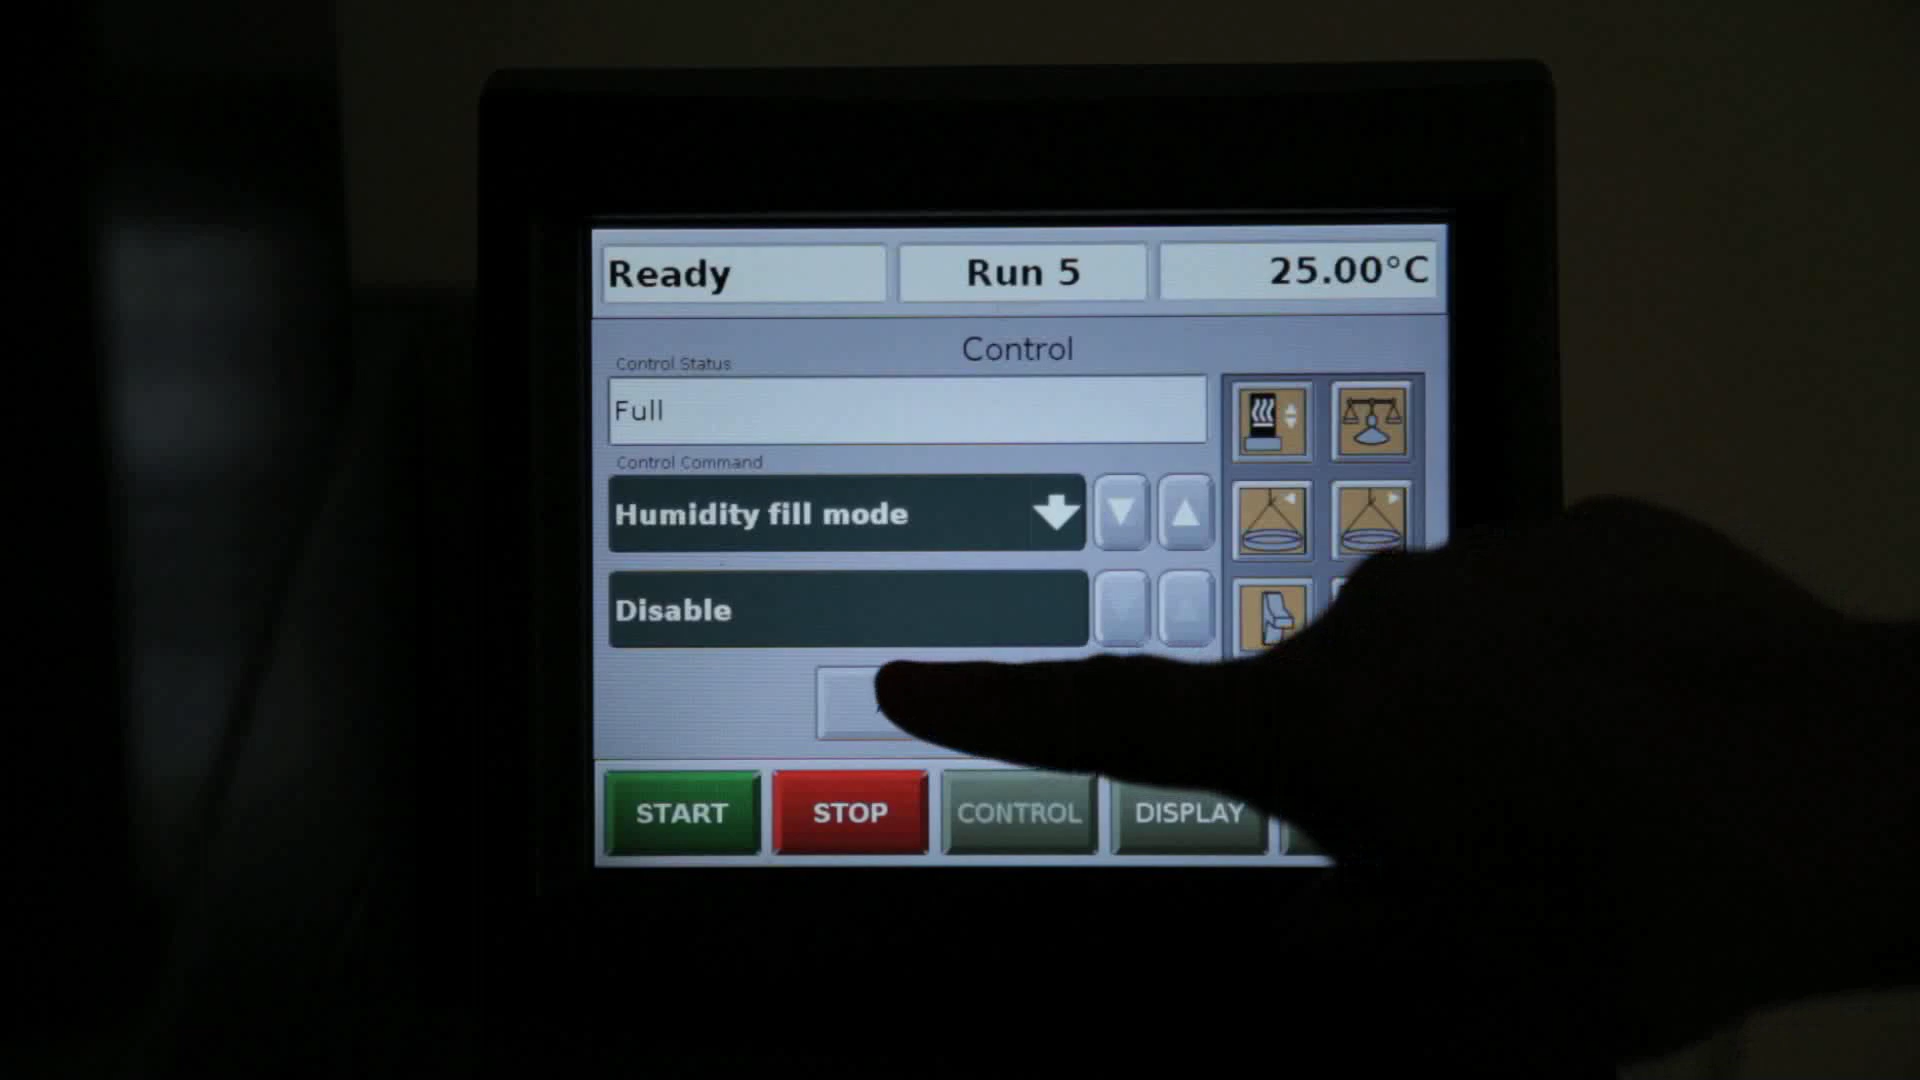 Ready
Run 5
25.00°C
Control
Control Status
Full
Control Command
Humidity fill mode
Disable
START
STOP
CONTROL
DISPLAY